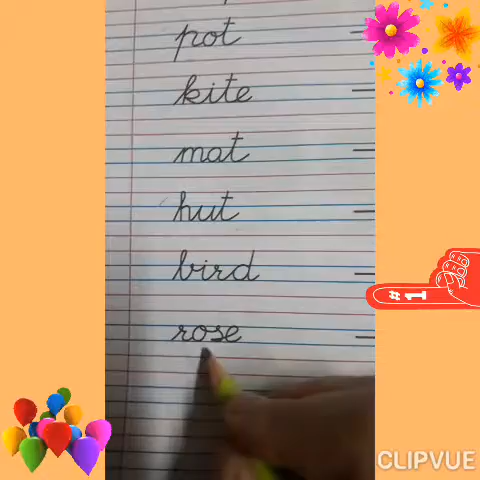 pot —
kite —
mat —
hut —
bird —
#1
rose —
CLIPVUE